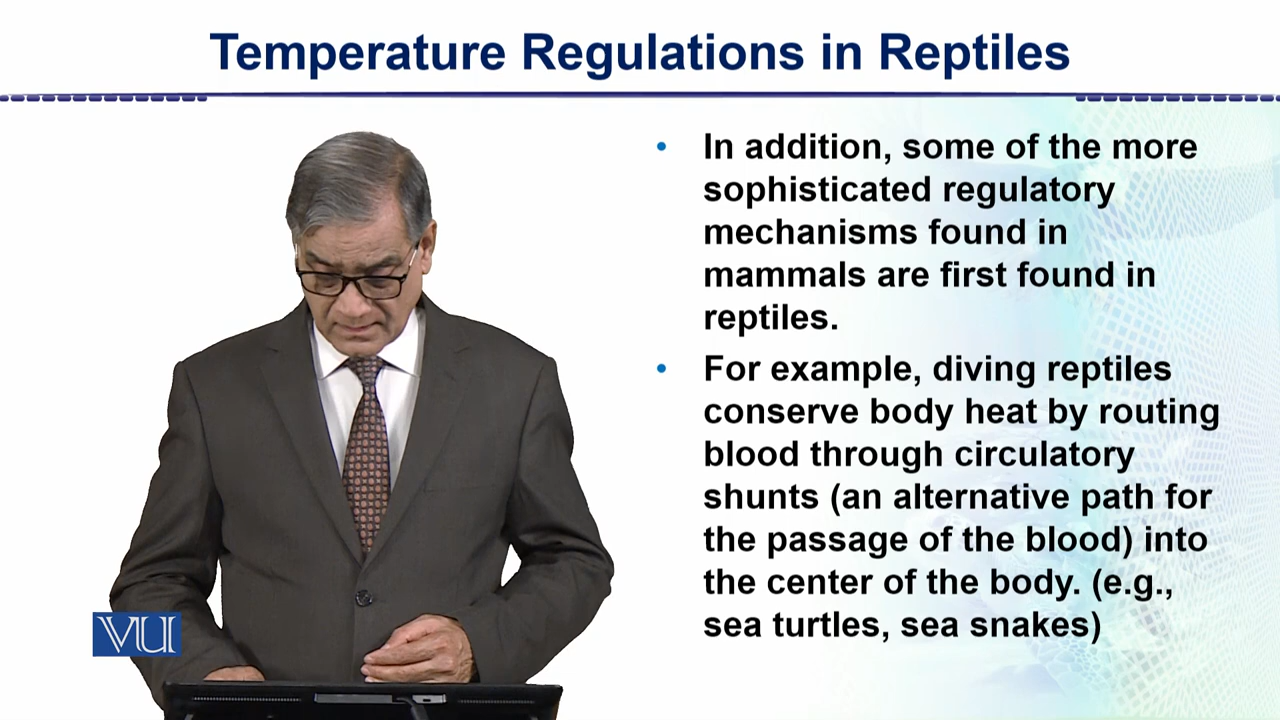 Temperature Regulations in Reptiles
• In addition, some of the more
sophisticated regulatory
mechanisms found in
mammals are first found in
reptiles.
• For example, diving reptiles
conserve body heat by routing
blood through circulatory
shunts (an alternative path for
the passage of the blood) into
the center of the body. (e.g.,
sea turtles, sea snakes)
VU